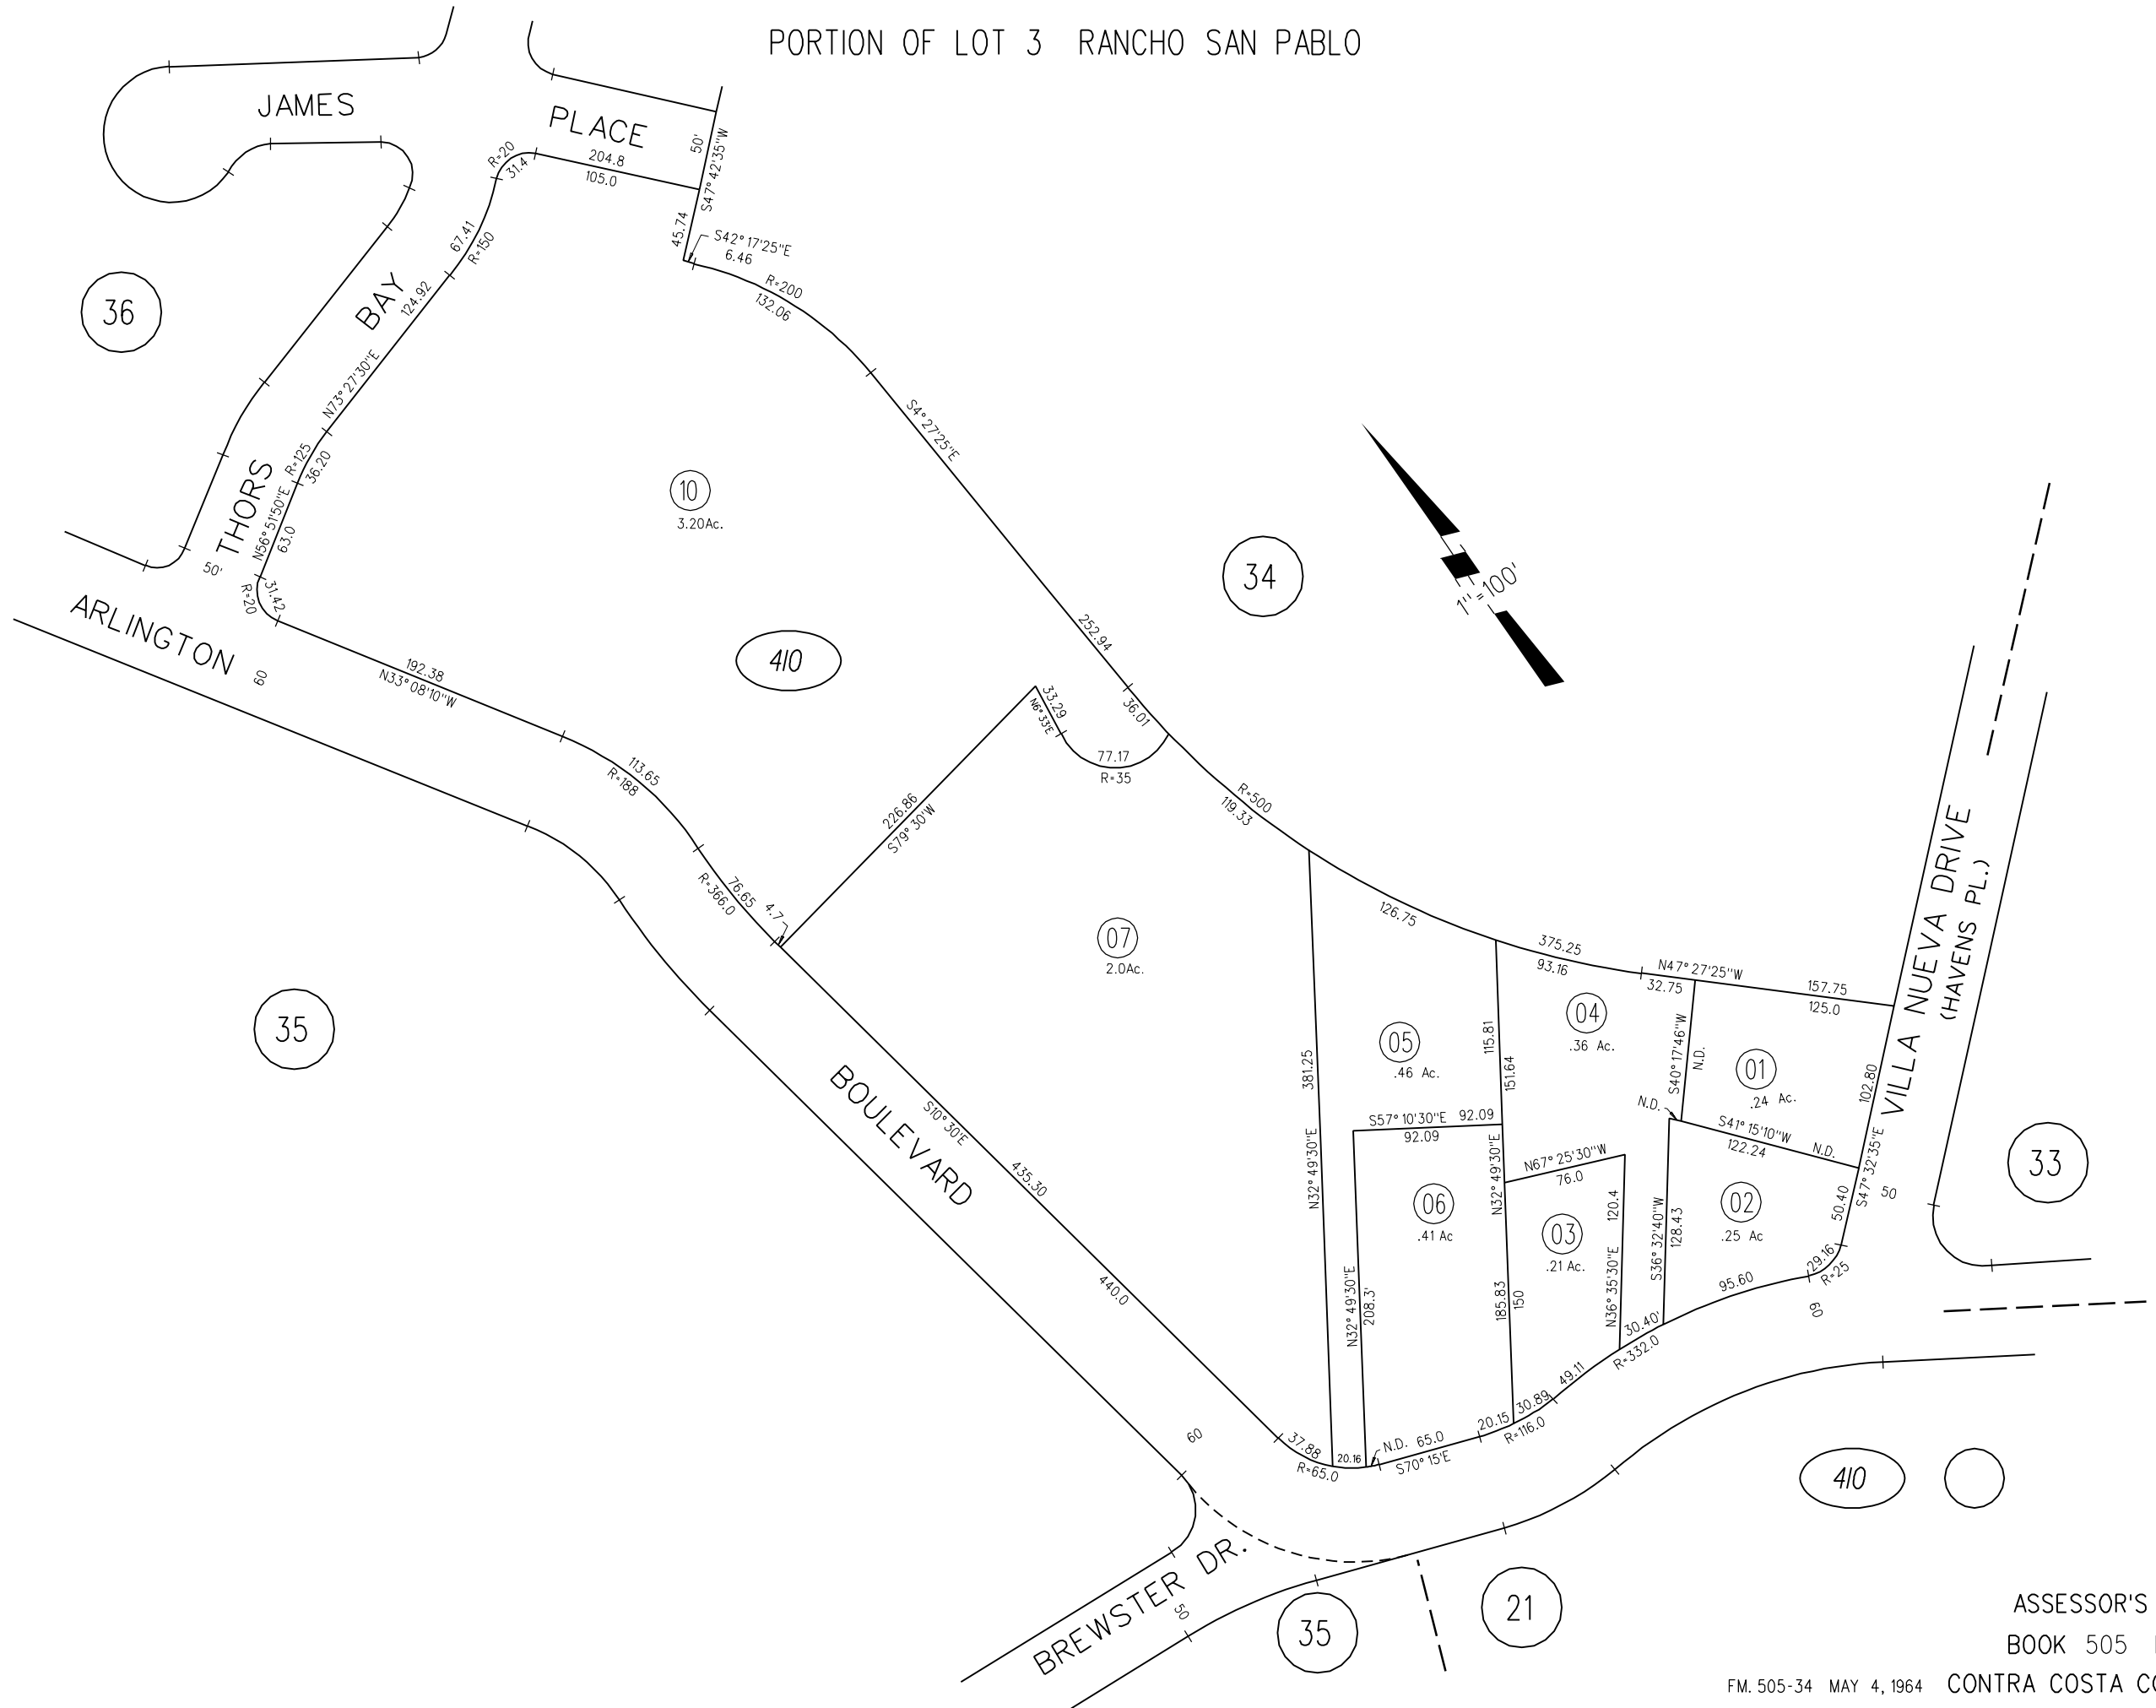 PORTION OF LOT 3 RANCHO SAN PABLO
JAMES
PLACE
R=20
31.4
204.8
105.0
50'
S47°42'35"W
45.74
S42°17'25"E
6.46
R=200
132.06
67.41
R=150
36
BAY
124.92
N73°27'30"E
R=125
36.20
THORS
N56°51'50"E
63.0
50'
31.42
R=20
10
3.20Ac.
S4°27'25"E
252.94
34
1"=100'
ARLINGTON
60
192.38
N33°08'10"W
410
113.65
R=188
33.29
N6°33'E
36.01
77.17
R=35
226.86
S79°30'W
R=500
119.33
76.65
R=366.0
4.7
07
2.0Ac.
126.75
375.25
93.16
N47°27'25"W
32.75
157.75
125.0
VILLA NUEVA DRIVE
(HAVENS PL.)
35
BOULEVARD
S10°30'E
435.30
440.0
381.25
N32°49'30"E
05
.46 Ac.
115.81
151.64
04
.36 Ac.
S40°17'46"W
N.D.
01
.24 Ac.
102.80
N.D.
S41°15'10"W
122.24
N.D.
S47°32'35"E
50
33
S57°10'30"E 92.09
92.09
N32°49'30"E
N67°25'30"W
76.0
06
.41 Ac
03
.21 Ac.
120.4
N36°35'30"E
S36°32'40"W
128.43
02
.25 Ac
50.40
29.16
R=25
95.60
60
N32°49'30"E
208.3'
185.83
150
30.40'
R=332.0
49.11
30.89
20.15
R=116.0
60
37.88
R=65.0
20.16
N.D. 65.0
S70°15'E
410
BREWSTER DR.
50
35
21
ASSESSOR'S
BOOK 505
FM. 505-34 MAY 4, 1964 CONTRA COSTA